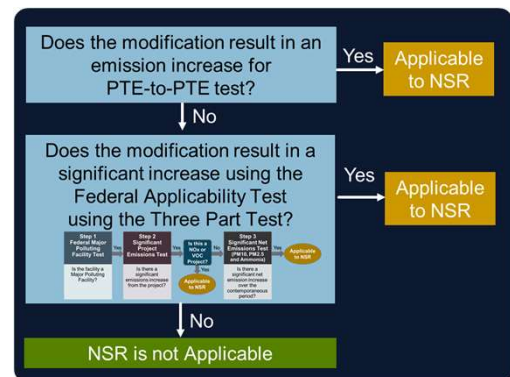 Does the modification result in an
emission increase for
PTE-to-PTE test?
Yes
Applicable
to NSR
No
Does the modification result in a
significant increase using the
Federal Applicability Test
using the Three Part Test?
Yes
Applicable
to NSR
Step 1
Federal Major
Polluting
Facility Test
Is the facility a
Major Polluting
Facility?
Yes
Step 2
Significant
Project
Emissions Test
Is there a
significant
emissions increase
from the project?
Yes
Is this a
NOx or
VOC
Project?
Yes
Applicable
to NSR
Step 3
Significant Net
Emissions Test
(PM10, PM2.5
and Ammonia)
Is there a
significant net
emission increase
over the
contemporaneous
period?
Yes
Applicable
to NSR
No
NSR is not Applicable